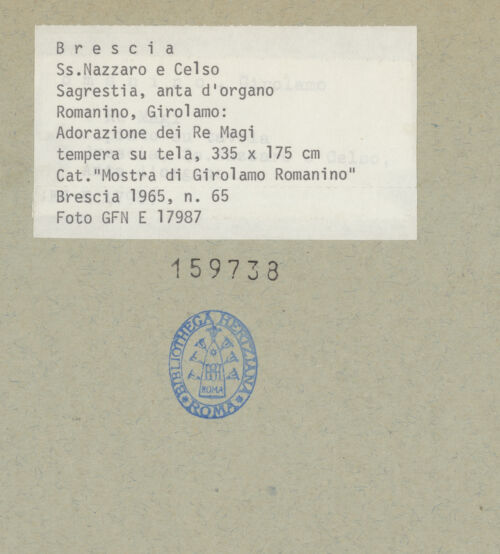 B r e s c i a
Ss.Nazzaro e Celso
Sagrestia, anta d'organo
Romanino, Girolamo:
Adorazione dei Re Magi
tempera su tela, 335 x 175 cm
Cat."Mostra di Girolamo Romanino"
Brescia 1965, n. 65
Foto GFN E 17987
159738
BIBLIOTHECA HERTZIANA
ROMA
ROMA